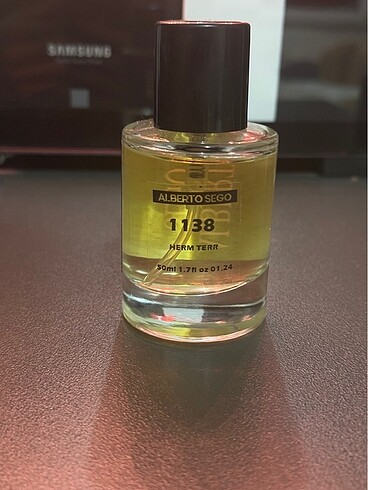 SAMSUNG
ALBERTO SEGO
1138
HERM TERR
50ml 1.7fl oz 01.24